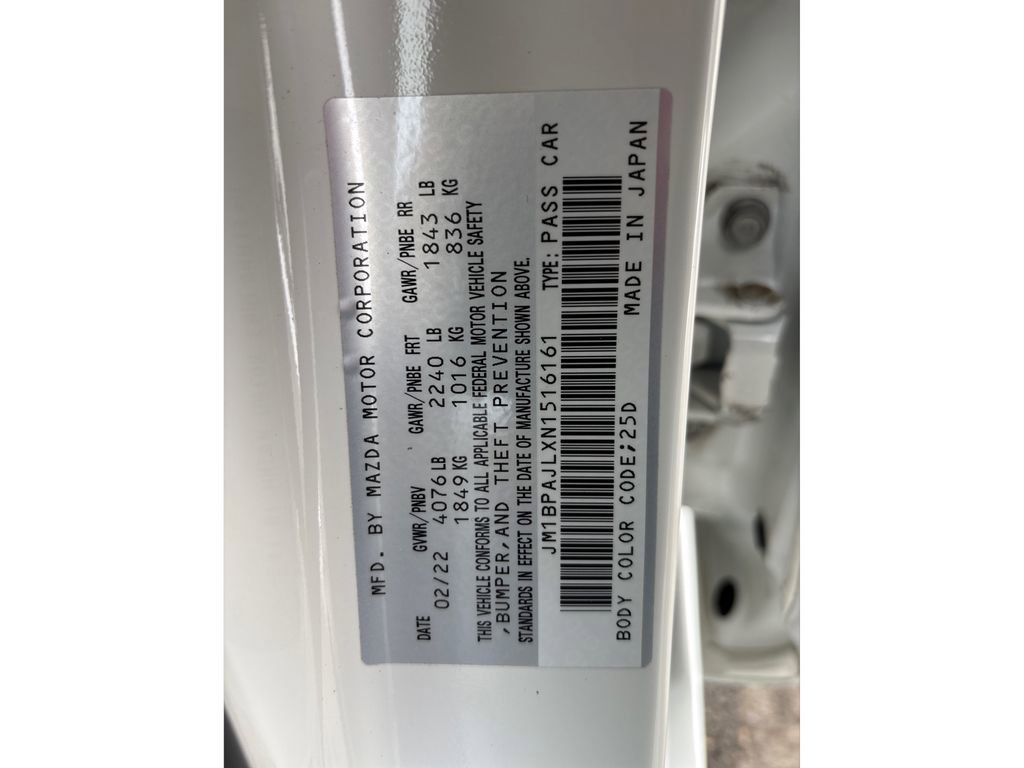 MFD. BY MAZDA MOTOR CORPORATION
DATE GVWR/PNBV GAWR/PNBE FRT GAWR/PNBE RR
02/22 4076 LB 2240 LB 1843 LB
1849 KG 1016 KG 836 KG
THIS VEHICLE CONFORMS TO ALL APPLICABLE FEDERAL MOTOR VEHICLE SAFETY
,BUMPER,AND THEFT PREVENTION
STANDARDS IN EFFECT ON THE DATE OF MANUFACTURE SHOWN ABOVE.
JM1BPAJLXN1516161 TYPE: PASS CAR
BODY COLOR CODE;25D MADE IN JAPAN